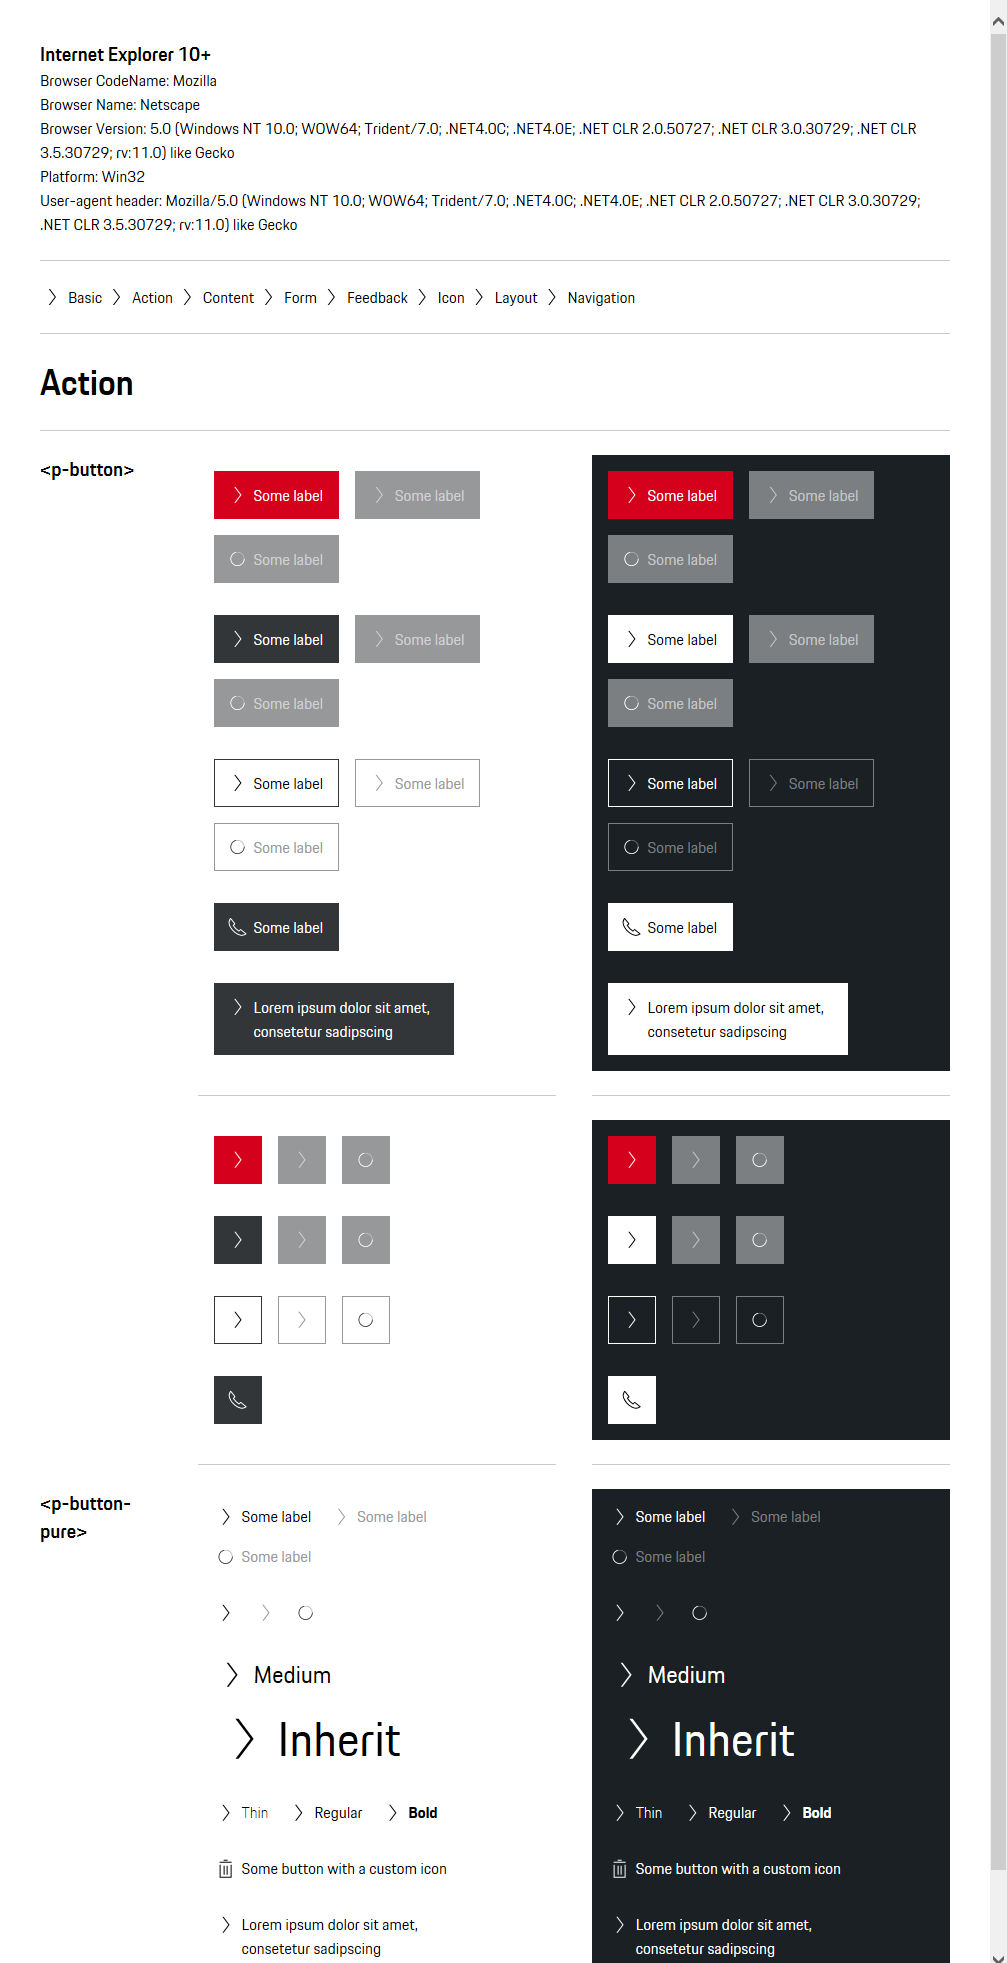 Internet Explorer 10+
Browser CodeName: Mozilla
Browser Name: Netscape
Browser Version: 5.0 (Windows NT 10.0; WOW64; Trident/7.0; .NET4.0C; .NET4.0E; .NET CLR 2.0.50727; .NET CLR 3.0.30729; .NET CLR
3.5.30729; rv:11.0) like Gecko
Platform: Win32
User-agent header: Mozilla/5.0 (Windows NT 10.0; WOW64; Trident/7.0; .NET4.0C; .NET4.0E; .NET CLR 2.0.50727; .NET CLR 3.0.30729;
.NET CLR 3.5.30729; rv:11.0) like Gecko
Basic Action Content Form Feedback Icon Layout Navigation
Action
<p-button>
Some label Some label
Some label
Some label Some label
Some label
Some label Some label
Some label
Some label
Lorem ipsum dolor sit amet,
consetetur sadipscing
Some label Some label
Some label
Some label Some label
Some label
Some label Some label
Some label
Some label
Lorem ipsum dolor sit amet,
consetetur sadipscing
<p-button-
pure>
Some label Some label
Some label
Medium
Inherit
Thin Regular Bold
Some button with a custom icon
Lorem ipsum dolor sit amet,
consetetur sadipscing
Some label Some label
Some label
Medium
Inherit
Thin Regular Bold
Some button with a custom icon
Lorem ipsum dolor sit amet,
consetetur sadipscing